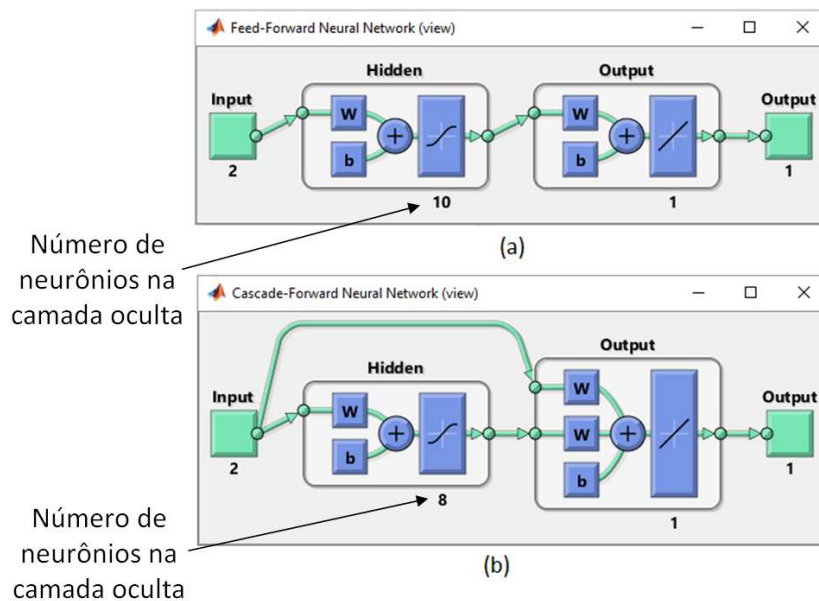 Feed-Forward Neural Network (view)
Hidden
Output
Input
Output
W
b
+
W
b
+
2
10
1
1
(a)
Número de
neurônios na
camada oculta
Cascade-Forward Neural Network (view)
Hidden
Output
Input
Output
W
b
+
W
W
b
+
2
8
1
1
(b)
Número de
neurônios na
camada oculta